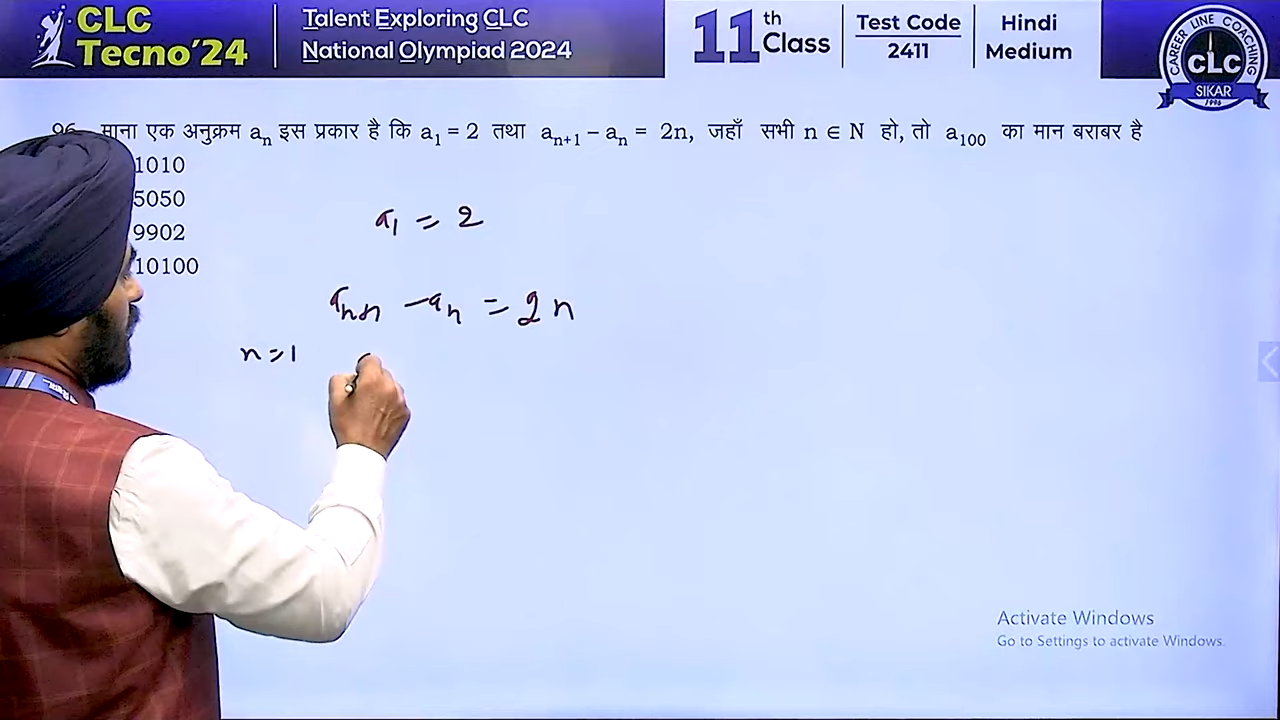 CLC
Tecno'24
Talent Exploring CLC
National Olympiad 2024
11th Class
Test Code
2411
Hindi
Medium
CAREER LINE COACHING
CLC
SIKAR
1996
96. माना एक अनुक्रम an इस प्रकार है कि a1 = 2 तथा an+1 – an = 2n, जहाँ सभी n ∈ N हो, तो a100 का मान बराबर है
1010
5050
9902
10100
a1 = 2
an+1 - an = 2n
n = 1
Activate Windows
Go to Settings to activate Windows.